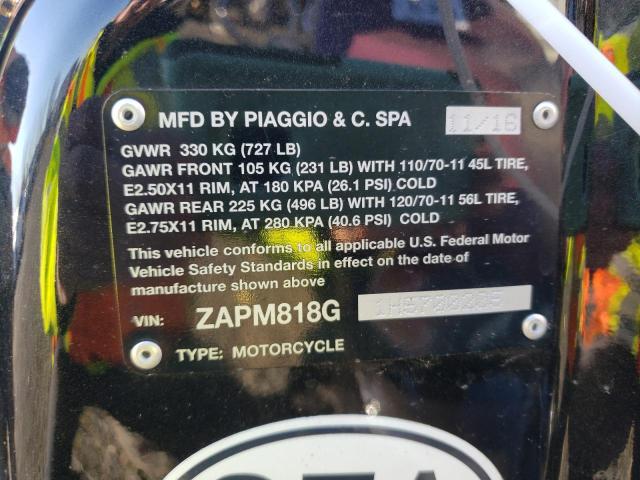 MFD BY PIAGGIO & C. SPA 11/16
GVWR 330 KG (727 LB)
GAWR FRONT 105 KG (231 LB) WITH 110/70-11 45L TIRE,
E2.50X11 RIM, AT 180 KPA (26.1 PSI) COLD
GAWR REAR 225 KG (496 LB) WITH 120/70-11 56L TIRE,
E2.75X11 RIM, AT 280 KPA (40.6 PSI) COLD
This vehicle conforms to all applicable U.S. Federal Motor
Vehicle Safety Standards in effect on the date of
manufacture shown above
VIN: ZAPM818G
TYPE: MOTORCYCLE